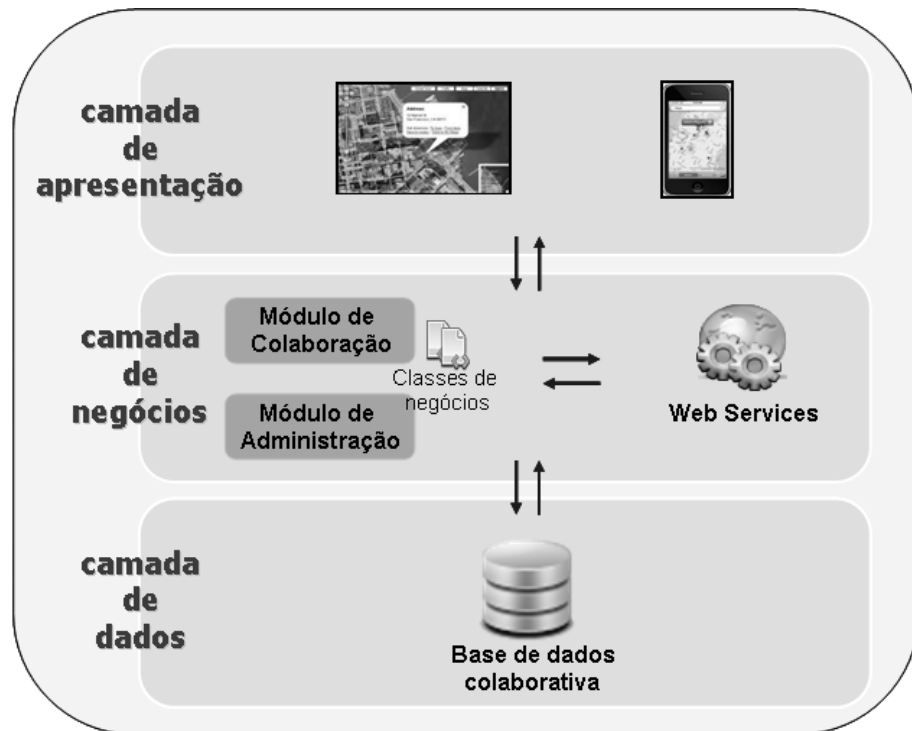 camada
de
apresentação
Address:
camada
de
negócios
Módulo de
Colaboração
Classes de
negócios
Módulo de
Administração
Web Services
camada
de
dados
Base de dados
colaborativa